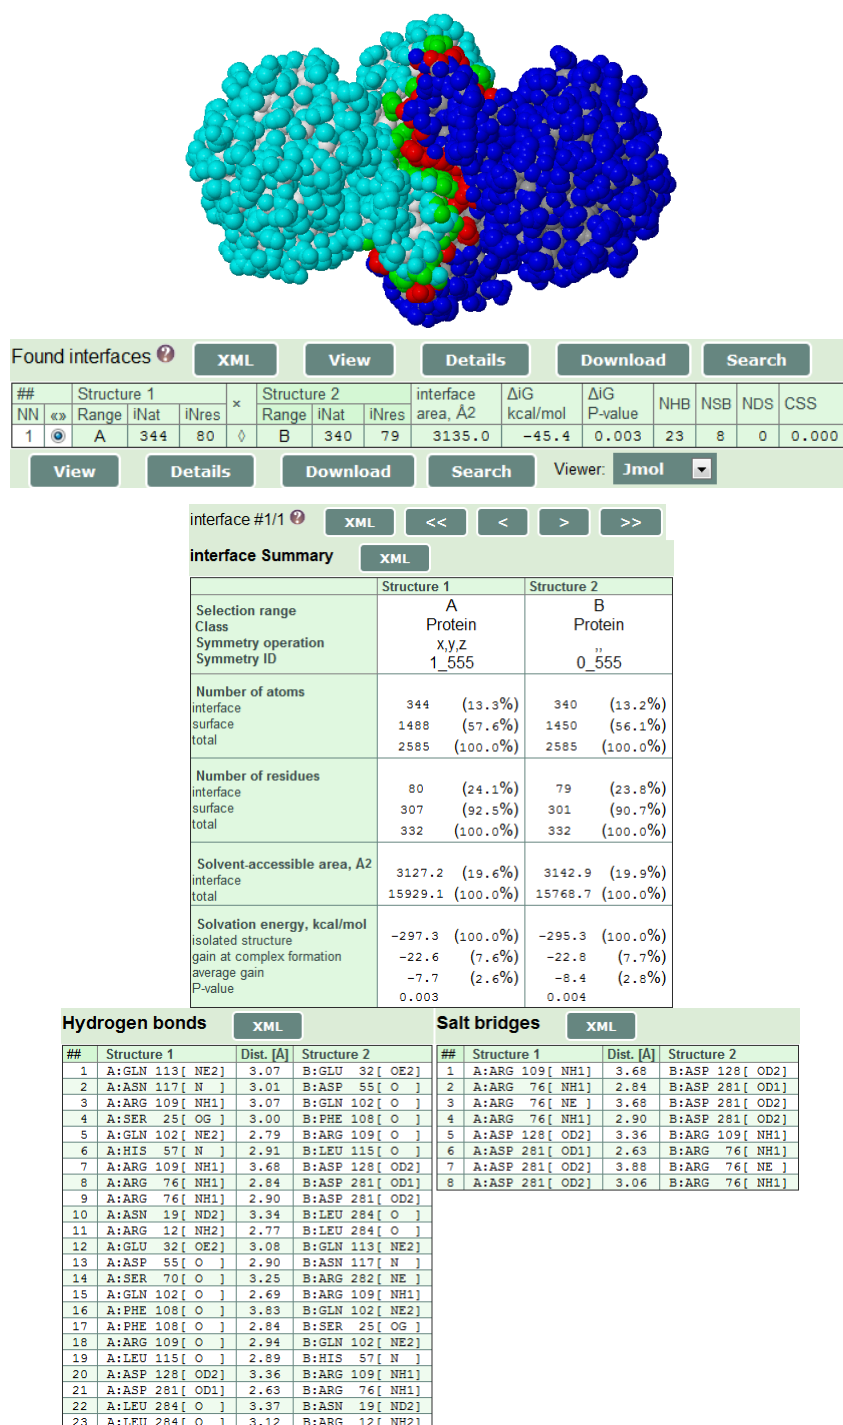 Found interfaces ? XML View Details Download Search
## Structure 1 × Structure 2 interface area, Å2 ΔiG kcal/mol ΔiG P-value NHB NSB NDS CSS
NN «» Range iNat iNres Range iNat iNres
1 A 344 80 ◊ B 340 79 3135.0 -45.4 0.003 23 8 0 0.000
View Details Download Search Viewer: Jmol
interface #1/1 ? XML << < > >>
interface Summary XML
Structure 1 Structure 2
Selection range A B
Class Protein Protein
Symmetry operation x,y,z ,,
Symmetry ID 1_555 0_555
Number of atoms
interface 344 (13.3%) 340 (13.2%)
surface 1488 (57.6%) 1450 (56.1%)
total 2585 (100.0%) 2585 (100.0%)
Number of residues
interface 80 (24.1%) 79 (23.8%)
surface 307 (92.5%) 301 (90.7%)
total 332 (100.0%) 332 (100.0%)
Solvent-accessible area, Å2
interface 3127.2 (19.6%) 3142.9 (19.9%)
total 15929.1 (100.0%) 15768.7 (100.0%)
Solvation energy, kcal/mol
isolated structure -297.3 (100.0%) -295.3 (100.0%)
gain at complex formation -22.6 (7.6%) -22.8 (7.7%)
average gain -7.7 (2.6%) -8.4 (2.8%)
P-value 0.003 0.004
Hydrogen bonds XML
## Structure 1 Dist. [Å] Structure 2
1 A:GLN 113[ NE2] 3.07 B:GLU 32[ OE2]
2 A:ASN 117[ N ] 3.01 B:ASP 55[ O ]
3 A:ARG 109[ NH1] 3.07 B:GLN 102[ O ]
4 A:SER 25[ OG ] 3.00 B:PHE 108[ O ]
5 A:GLN 102[ NE2] 2.79 B:ARG 109[ O ]
6 A:HIS 57[ N ] 2.91 B:LEU 115[ O ]
7 A:ARG 109[ NH1] 3.68 B:ASP 128[ OD2]
8 A:ARG 76[ NH1] 2.84 B:ASP 281[ OD1]
9 A:ARG 76[ NH1] 2.90 B:ASP 281[ OD2]
10 A:ASN 19[ ND2] 3.34 B:LEU 284[ O ]
11 A:ARG 12[ NH2] 2.77 B:LEU 284[ O ]
12 A:GLU 32[ OE2] 3.08 B:GLN 113[ NE2]
13 A:ASP 55[ O ] 2.90 B:ASN 117[ N ]
14 A:SER 70[ O ] 3.25 B:ARG 282[ NE ]
15 A:GLN 102[ O ] 2.69 B:ARG 109[ NH1]
16 A:PHE 108[ O ] 3.83 B:GLN 102[ NE2]
17 A:PHE 108[ O ] 2.84 B:SER 25[ OG ]
18 A:ARG 109[ O ] 2.94 B:GLN 102[ NE2]
19 A:LEU 115[ O ] 2.89 B:HIS 57[ N ]
20 A:ASP 128[ OD2] 3.36 B:ARG 109[ NH1]
21 A:ASP 281[ OD1] 2.63 B:ARG 76[ NH1]
22 A:LEU 284[ O ] 3.37 B:ASN 19[ ND2]
23 A:LEU 284[ O ] 3.12 B:ARG 12[ NH2]
Salt bridges XML
## Structure 1 Dist. [Å] Structure 2
1 A:ARG 109[ NH1] 3.68 B:ASP 128[ OD2]
2 A:ARG 76[ NH1] 2.84 B:ASP 281[ OD1]
3 A:ARG 76[ NE ] 3.68 B:ASP 281[ OD2]
4 A:ARG 76[ NH1] 2.90 B:ASP 281[ OD2]
5 A:ASP 128[ OD2] 3.36 B:ARG 109[ NH1]
6 A:ASP 281[ OD1] 2.63 B:ARG 76[ NH1]
7 A:ASP 281[ OD2] 3.88 B:ARG 76[ NE ]
8 A:ASP 281[ OD2] 3.06 B:ARG 76[ NH1]